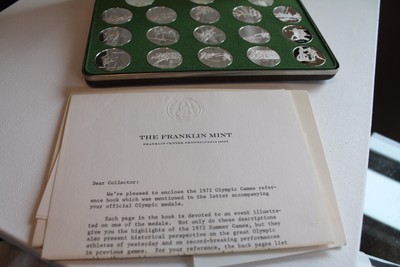 THE FRANKLIN MINT
FRANKLIN CENTER, PENNSYLVANIA
Dear Collector:
We're pleased to enclose the 1972 Olympic Games refer-
ence book which was mentioned in the letter accompanying
your official Olympic medals.
Each page in the book is devoted to an event illustra-
ted on one of the medals. Not only do these descriptions
give you the highlights of the 1972 Summer Games, but they
also present historical perspective on the great Olympic
athletes of yesterday and on record-breaking performances
in previous games. For your reference, the back pages list